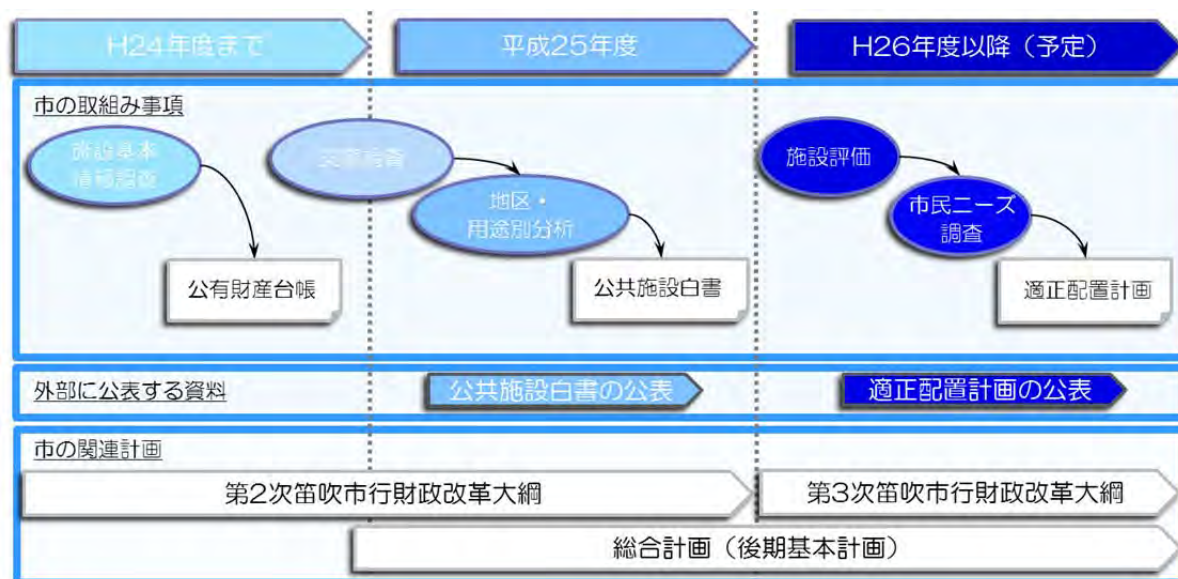 H24年度まで
平成25年度
H26年度以降（予定）
市の取組み事項
施設基本
情報調査
施設評価
地区・
用途別分析
市民ニーズ
調査
公有財産台帳
公共施設白書
適正配置計画
外部に公表する資料
公共施設白書の公表
適正配置計画の公表
市の関連計画
第2次笛吹市行財政改革大綱
第3次笛吹市行財政改革大綱
総合計画（後期基本計画）